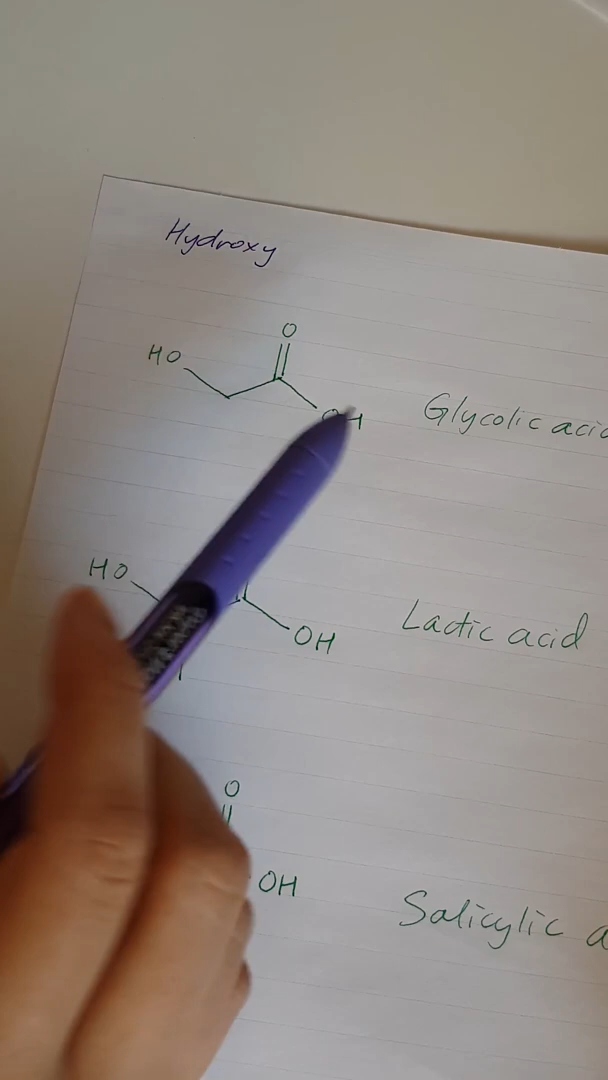 Hydroxy
O
HO
OH
Glycolic acid
HO
OH
Lactic acid
O
OH
Salicylic a